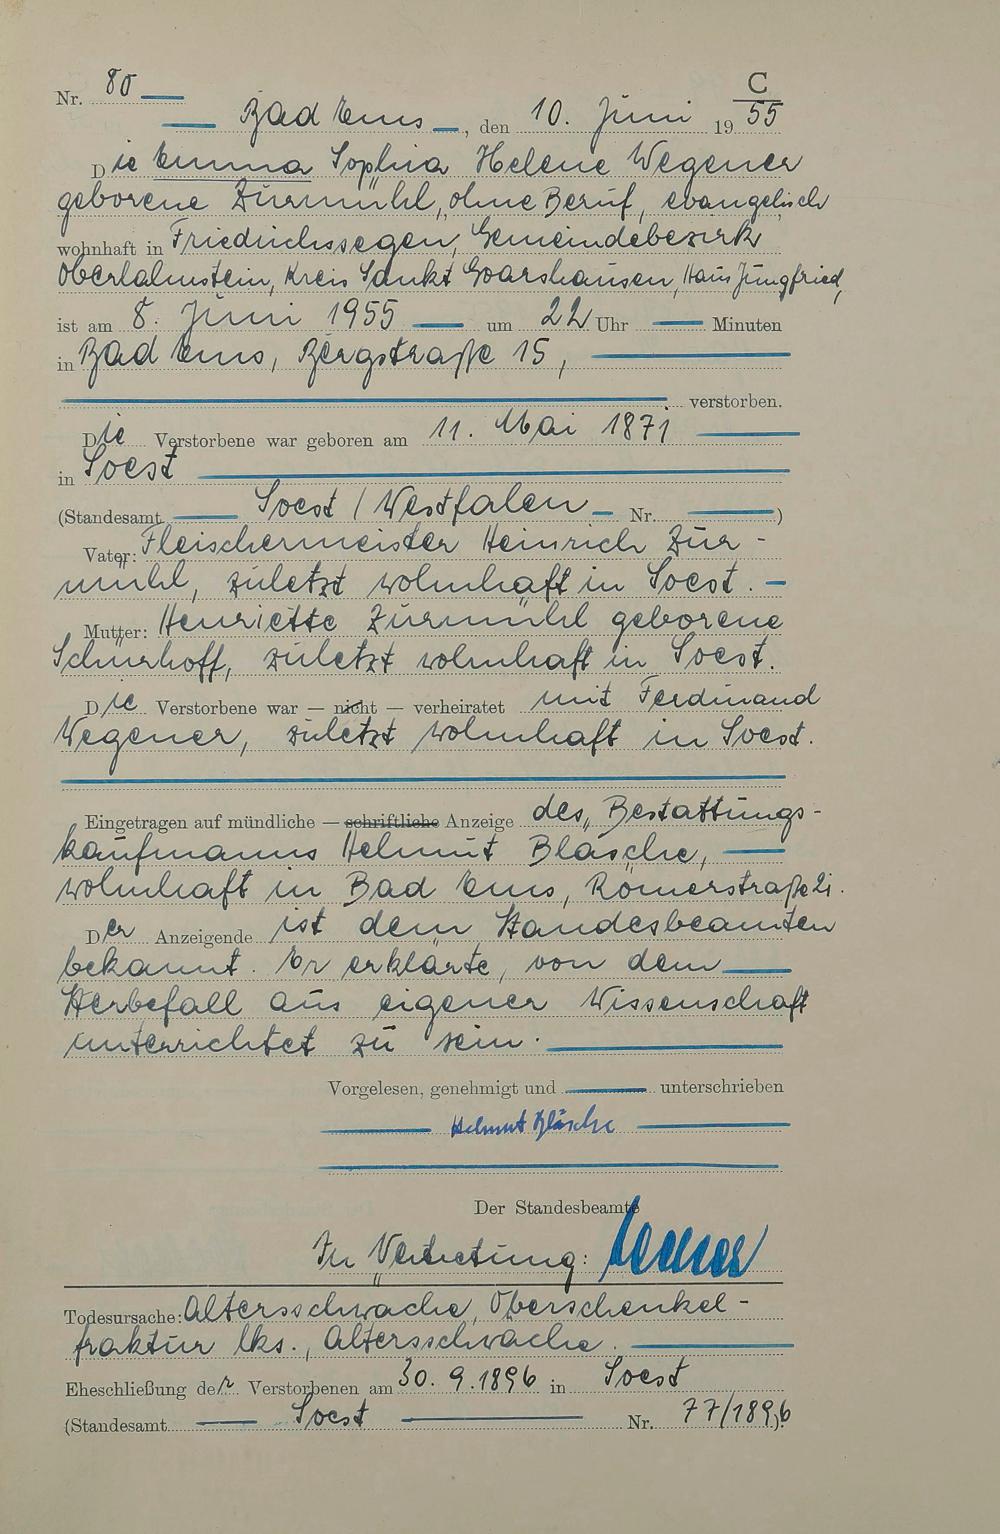 C
Nr. 80
Bad Ems, den 10. Juni 1955
Die Emma Sophia Helene Wegener
geborene Zurmühl, ohne Beruf, evangelisch
wohnhaft in Friedrichssegen, Gemeindebezirk
Oberlahnstein, Kreis Sankt Goarshausen, Haus Jungfried,
ist am 8. Juni 1955 um 22 Uhr Minuten
in Bad Ems, Bergstraße 15,
verstorben.
Die Verstorbene war geboren am 11. Mai 1871
in Soest
(Standesamt Soest / Westfalen Nr. )
Vater: Fleischermeister Heinrich Zur-
mühl, zuletzt wohnhaft in Soest.
Mutter: Henriette Zurmühl geborene
Schürhoff, zuletzt wohnhaft in Soest.
Die Verstorbene war — nicht — verheiratet mit Ferdinand
Wegener, zuletzt wohnhaft in Soest.
Eingetragen auf mündliche — schriftliche Anzeige des Bestattungs-
kaufmanns Helmut Bläsche,
wohnhaft in Bad Ems, Römerstraße 21.
Der Anzeigende ist dem Standesbeamten
bekannt. Er erklärte, von dem
Sterbefall aus eigener Wissenschaft
unterrichtet zu sein.
Vorgelesen, genehmigt und unterschrieben
Helmut Bläsche
Der Standesbeamte
In Vertretung:
Todesursache: Altersschwäche, Oberschenkel-
fraktur lks., Altersschwäche.
Eheschließung der Verstorbenen am 30. 9. 1896 in Soest
(Standesamt Soest Nr. 77/1896).